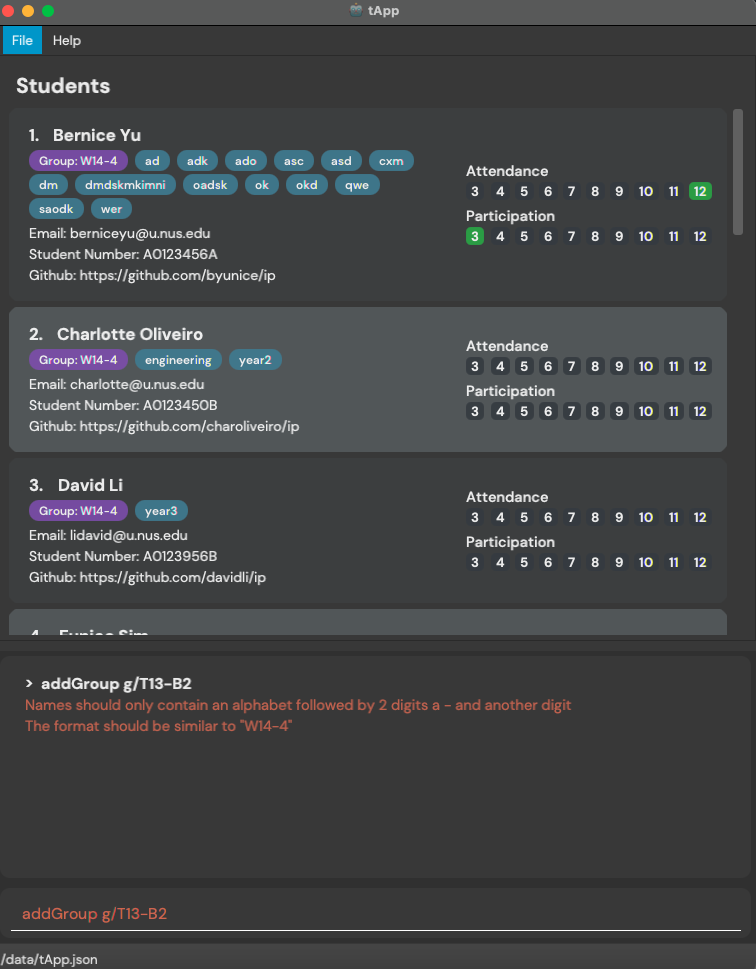 tApp
File Help
Students
1. Bernice Yu
Group: W14-4 ad adk ado asc asd cxm
dm dmdskmkimni oadsk ok okd qwe
saodk wer
Email: berniceyu@u.nus.edu
Student Number: A0123456A
Github: https://github.com/byunice/ip
Attendance
3 4 5 6 7 8 9 10 11 12
Participation
3 4 5 6 7 8 9 10 11 12
2. Charlotte Oliveiro
Group: W14-4 engineering year2
Email: charlotte@u.nus.edu
Student Number: A0123450B
Github: https://github.com/charoliveiro/ip
Attendance
3 4 5 6 7 8 9 10 11 12
Participation
3 4 5 6 7 8 9 10 11 12
3. David Li
Group: W14-4 year3
Email: lidavid@u.nus.edu
Student Number: A0123956B
Github: https://github.com/davidli/ip
Attendance
3 4 5 6 7 8 9 10 11 12
Participation
3 4 5 6 7 8 9 10 11 12
4. Eunice Sim
> addGroup g/T13-B2
Names should only contain an alphabet followed by 2 digits a - and another digit
The format should be similar to "W14-4"
addGroup g/T13-B2
/data/tApp.json